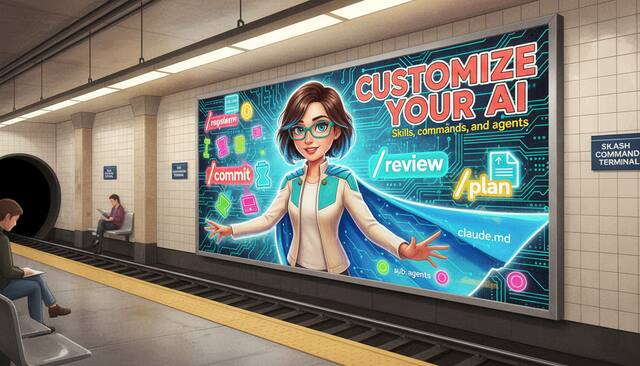 CUSTOMIZE
YOUR AI
Skills, commands, and agents
/commit
/review
/plan
claude.md
sub agents
SKASH
COMMAND
TERMINAL